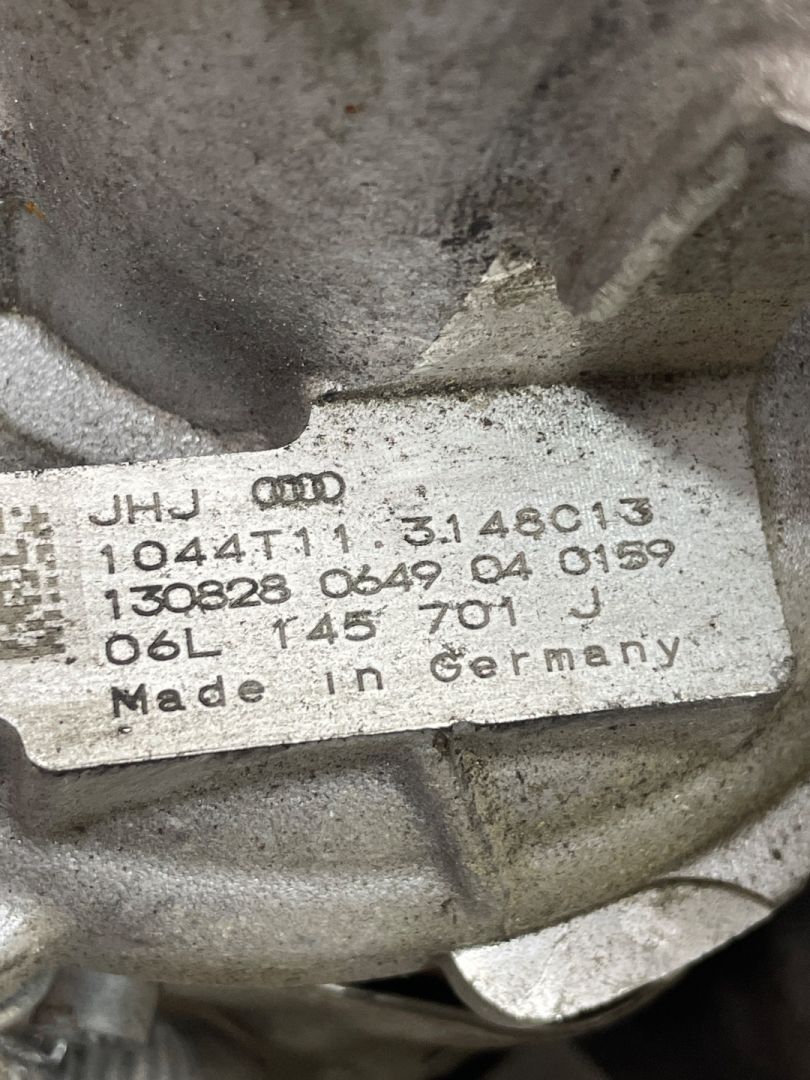 JHJ
1044T11.3148C13
130828 0649 04 0159
06L 145 701 J
Made in Germany